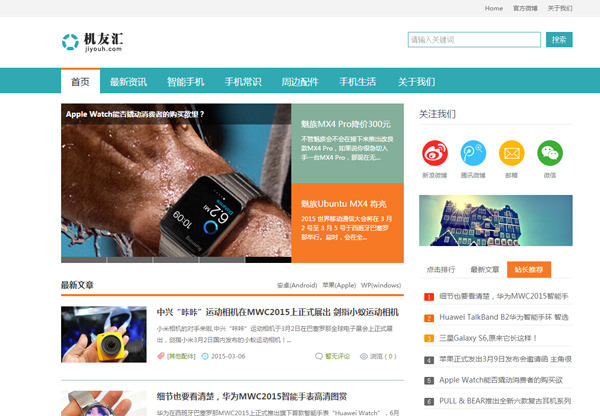 Home 官方微博 关于我们
机友汇
jiyouh.com
请输入关键词 搜索
首页 最新资讯 智能手机 手机常识 周边配件 手机生活 关于我们
Apple Watch能否撬动消费者的购买欲里？
10:09
6.2
Distance
魅族MX4 Pro降价300元
不管魅族会不会在接下来推出改良
款MX4 Pro，如果说你很急切入
手一台MX4 Pro，那现在无...
魅族Ubuntu MX4 将亮
2015 世界移动通信大会将在 3 月
2 号至 3 月 5 号于西班牙巴塞罗
那举行。届时，会在全...
关注我们
新浪微博 腾讯微博 邮箱 微信
点击排行 最新文章 站长推荐
1 细节也要看清楚，华为MWC2015智能手
2 Huawei TalkBand B2华为智能手环 智选
3 三星Galaxy S6,原来它长这样！
4 苹果正式发出3月9日发布会邀请函 主角很
5 Apple Watch能否撬动消费者的购买欲
6 PULL & BEAR推出全新六款复古耳机系列
最新文章 安卓(Android) 苹果(Apple) WP(windows)
中兴“咔咔”运动相机在MWC2015上正式展出 剑指小蚁运动相机
小米相机的对手来啦,中兴“咔咔”运动相机于3月2日在巴塞罗那全球电子展会上正式展
出，剑指小米3月2日国内发布的小蚁运动相机！...
[其他配件] 2015-03-06 暂无评论 浏览 ( 0 )
细节也要看清楚，华为MWC2015智能手表高清图赏
华为在西班牙巴塞罗那MWC2015上正式推出旗下首款智能手表“Huawei Watch”，6月